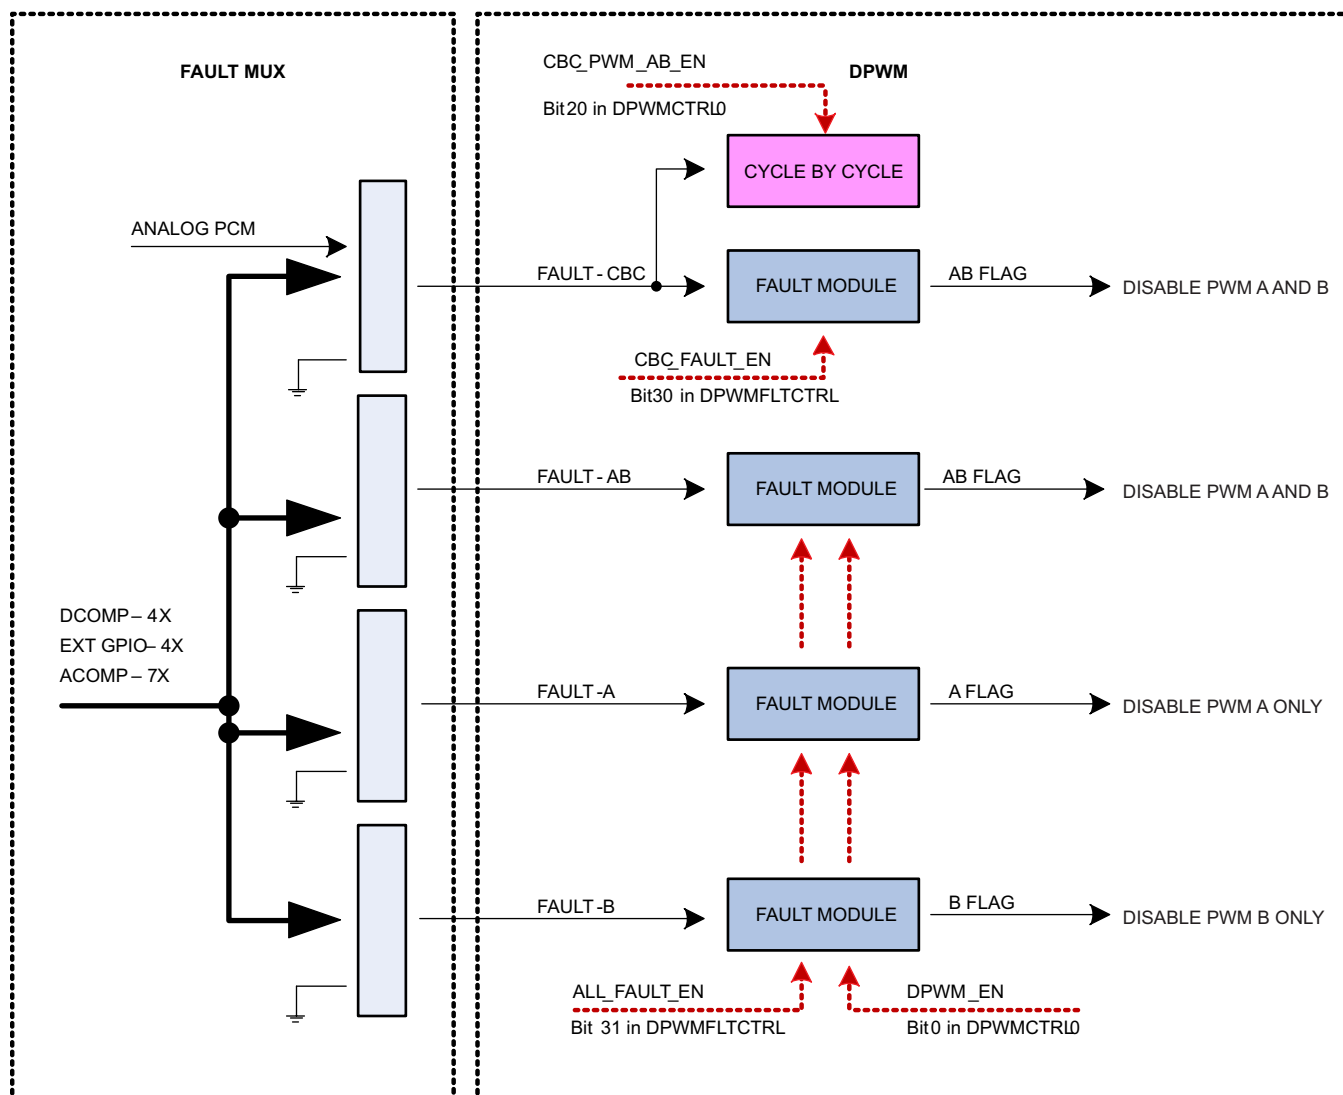 FAULT MUX
DPWM
CBC_PWM_AB_EN
Bit20 in DPWMCTRL0
CYCLE BY CYCLE
ANALOG PCM
FAULT - CBC
FAULT MODULE
AB FLAG
DISABLE PWM A AND B
CBC_FAULT_EN
Bit30 in DPWMFLTCTRL
FAULT - AB
FAULT MODULE
AB FLAG
DISABLE PWM A AND B
DCOMP – 4X
EXT GPIO – 4X
ACOMP – 7X
FAULT -A
FAULT MODULE
A FLAG
DISABLE PWM A ONLY
FAULT -B
FAULT MODULE
B FLAG
DISABLE PWM B ONLY
ALL_FAULT_EN
Bit 31 in DPWMFLTCTRL
DPWM_EN
Bit0 in DPWMCTRL0